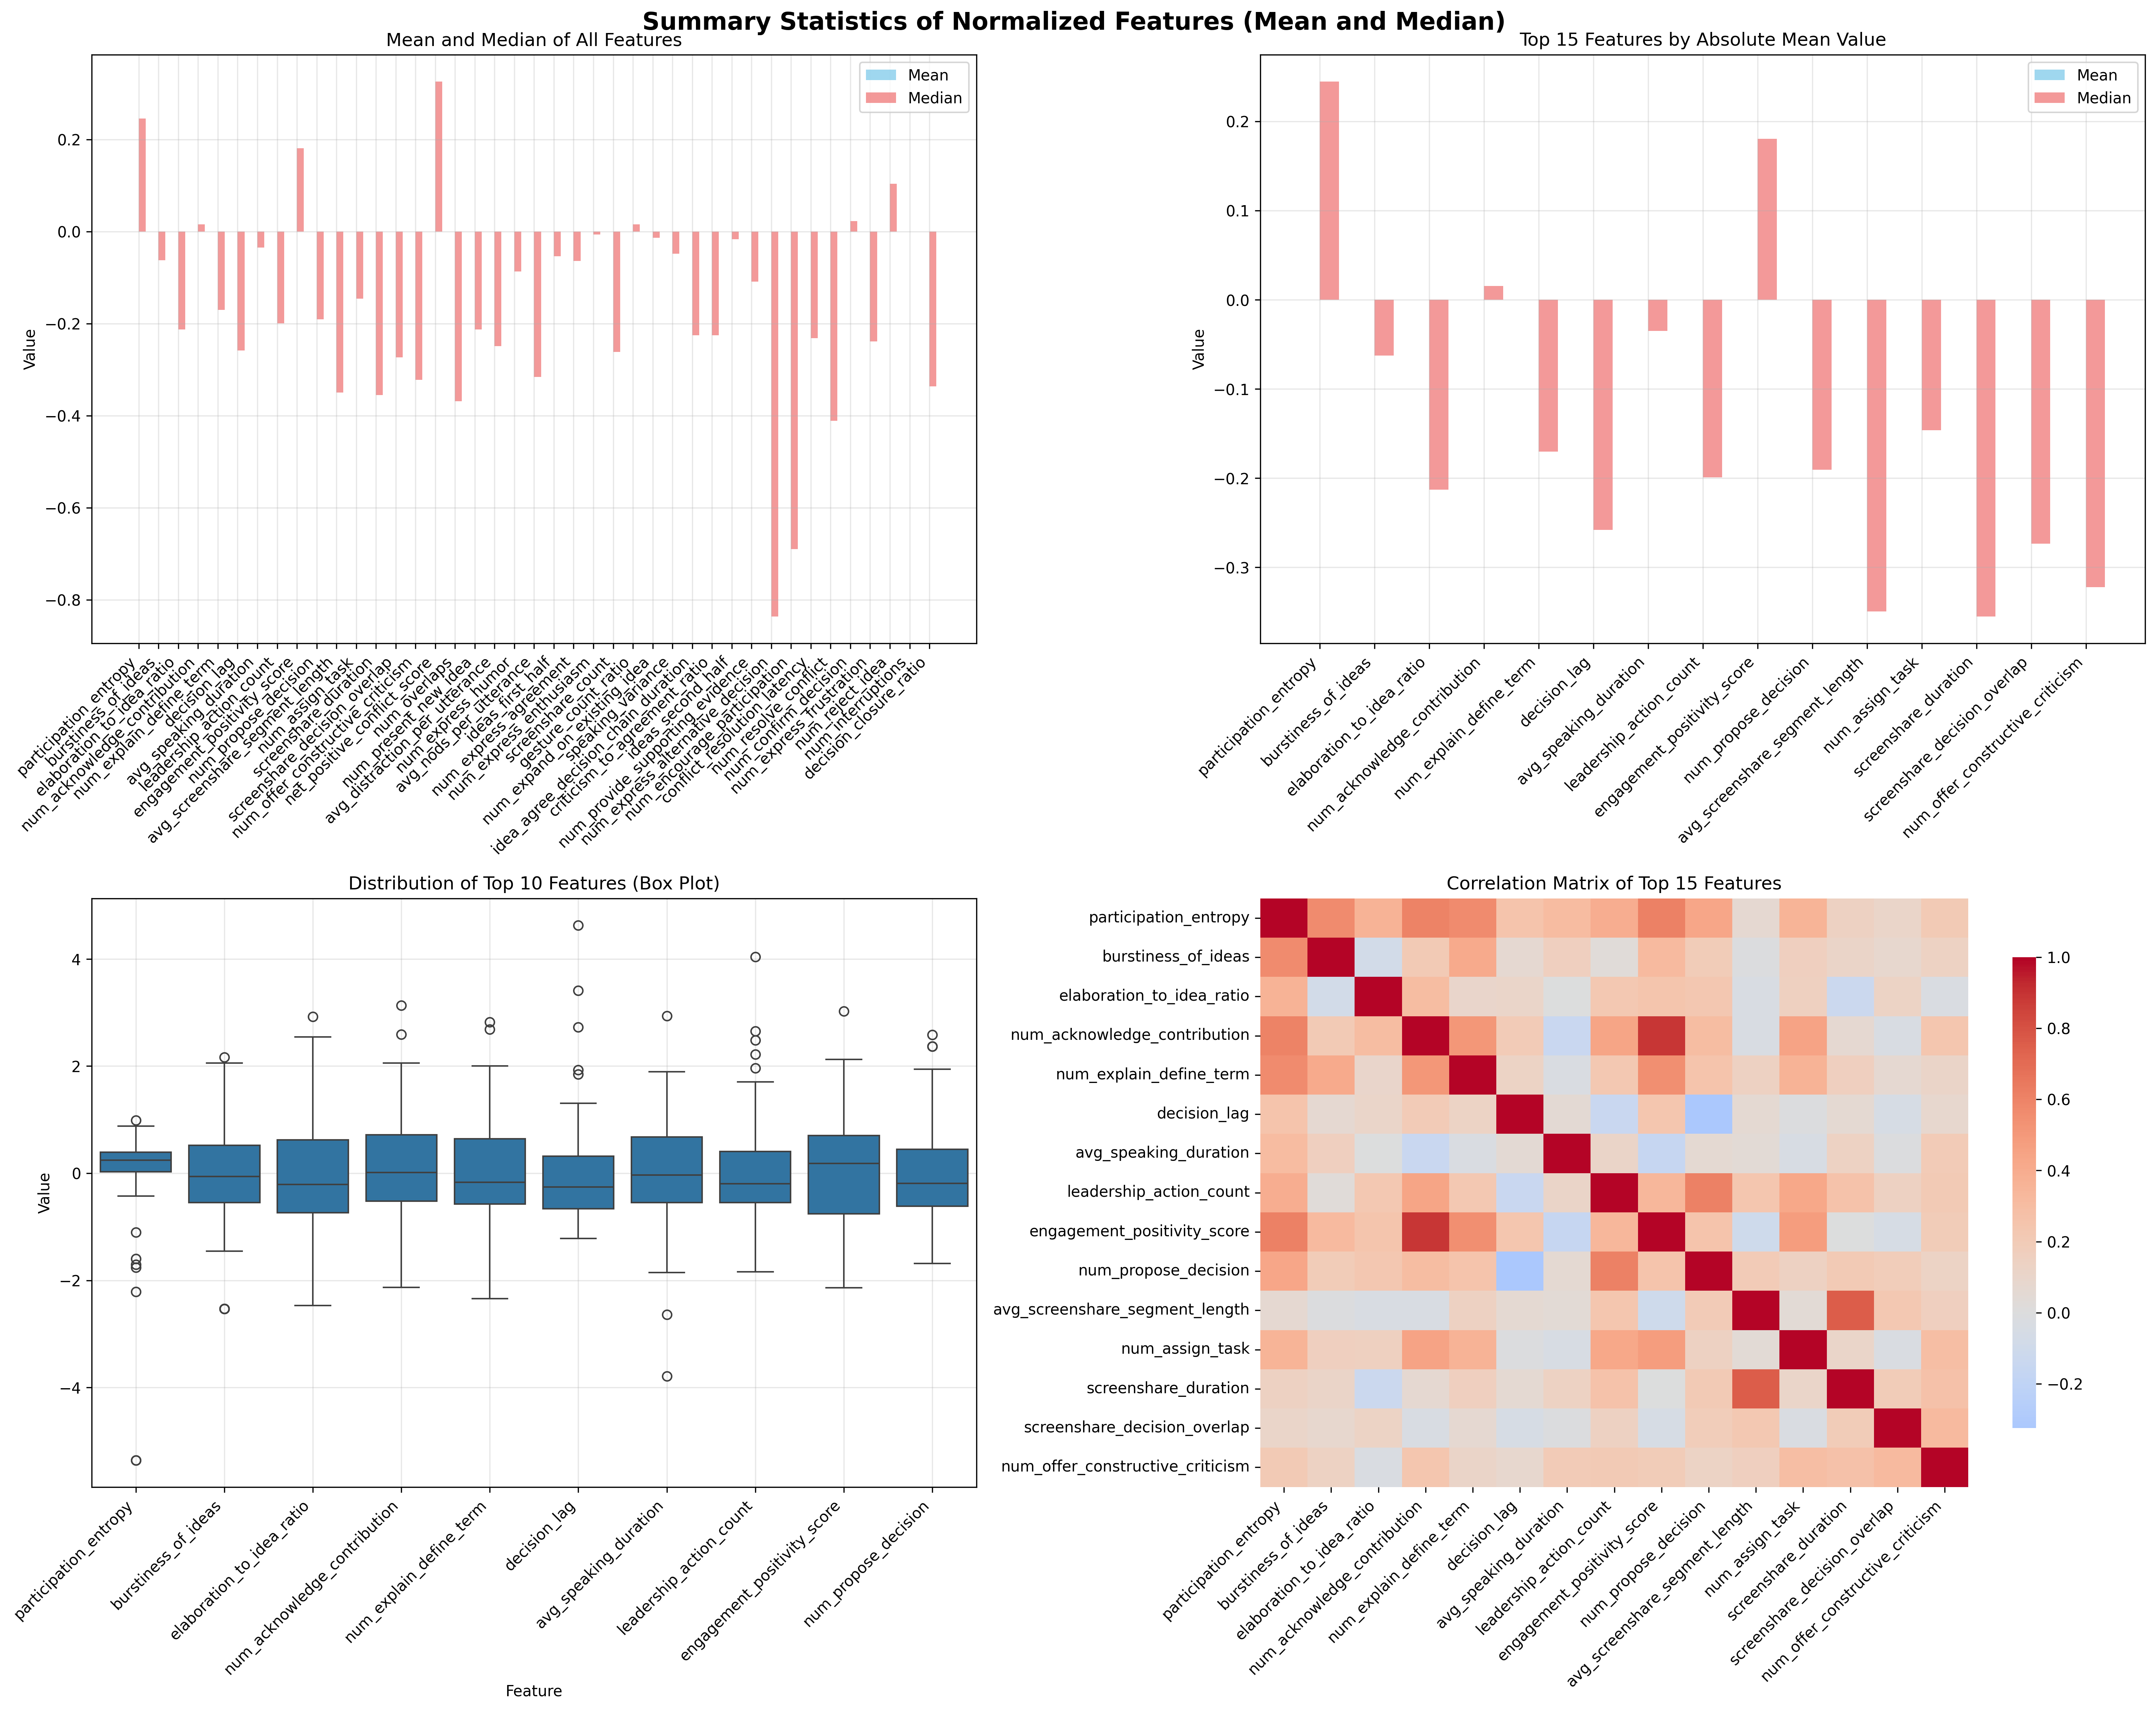 Summary Statistics of Normalized Features (Mean and Median)
Mean and Median of All Features
Mean
Median
Value
0.2
0.0
−0.2
−0.4
−0.6
−0.8
participation_entropy
burstiness_of_ideas
elaboration_to_idea_ratio
num_acknowledge_contribution
num_explain_define_term
decision_lag
avg_speaking_duration
leadership_action_count
engagement_positivity_score
num_propose_decision
avg_screenshare_segment_length
num_assign_task
screenshare_duration
screenshare_decision_overlap
num_offer_constructive_criticism
net_positive_conflict_score
num_overlaps
num_present_new_idea
avg_distraction_per_utterance
num_express_humor
avg_nods_per_utterance
num_ideas_first_half
num_express_agreement
num_express_enthusiasm
gesture_count
screenshare_count_ratio
num_expand_on_existing_idea
speaking_variance
idea_agree_decision_chain_duration
criticism_to_agreement_ratio
num_ideas_second_half
num_provide_supporting_evidence
num_express_alternative_decision
num_encourage_participation
conflict_resolution_latency
num_resolve_conflict
num_confirm_decision
num_express_frustration
num_reject_idea
num_interruptions
decision_closure_ratio
Top 15 Features by Absolute Mean Value
Mean
Median
Value
0.2
0.1
0.0
−0.1
−0.2
−0.3
participation_entropy
burstiness_of_ideas
elaboration_to_idea_ratio
num_acknowledge_contribution
num_explain_define_term
decision_lag
avg_speaking_duration
leadership_action_count
engagement_positivity_score
num_propose_decision
avg_screenshare_segment_length
num_assign_task
screenshare_duration
screenshare_decision_overlap
num_offer_constructive_criticism
Distribution of Top 10 Features (Box Plot)
Value
4
2
0
−2
−4
participation_entropy
burstiness_of_ideas
elaboration_to_idea_ratio
num_acknowledge_contribution
num_explain_define_term
decision_lag
avg_speaking_duration
leadership_action_count
engagement_positivity_score
num_propose_decision
Feature
Correlation Matrix of Top 15 Features
participation_entropy
burstiness_of_ideas
elaboration_to_idea_ratio
num_acknowledge_contribution
num_explain_define_term
decision_lag
avg_speaking_duration
leadership_action_count
engagement_positivity_score
num_propose_decision
avg_screenshare_segment_length
num_assign_task
screenshare_duration
screenshare_decision_overlap
num_offer_constructive_criticism
participation_entropy
burstiness_of_ideas
elaboration_to_idea_ratio
num_acknowledge_contribution
num_explain_define_term
decision_lag
avg_speaking_duration
leadership_action_count
engagement_positivity_score
num_propose_decision
avg_screenshare_segment_length
num_assign_task
screenshare_duration
screenshare_decision_overlap
num_offer_constructive_criticism
1.0
0.8
0.6
0.4
0.2
0.0
−0.2